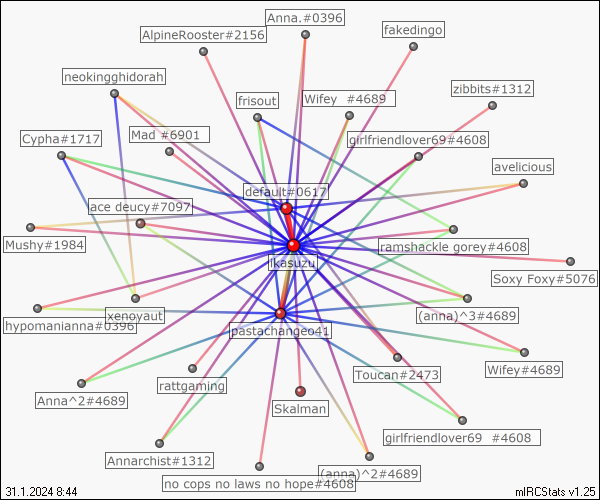 Anna.#0396
AlpineRooster#2156
fakedingo
neokingghidorah
zibbits#1312
frisout
Wifey #4689
Mad #6901
Cypha#1717
girlfriendlover69#4608
avelicious
default#0617
ace deucy#7097
Mushy#1984
ramshackle gorey#4608
ikasuzu
Soxy Foxy#5076
xenoyaut
hypomanianna#0396
(anna)^3#4689
pastachangeo41
Wifey#4689
Toucan#2473
rattgaming
Anna^2#4689
Skalman
girlfriendlover69 #4608
Annarchist#1312
(anna)^2#4689
no cops no laws no hope#4608
31.1.2024 8:44
mIRCStats v1.25